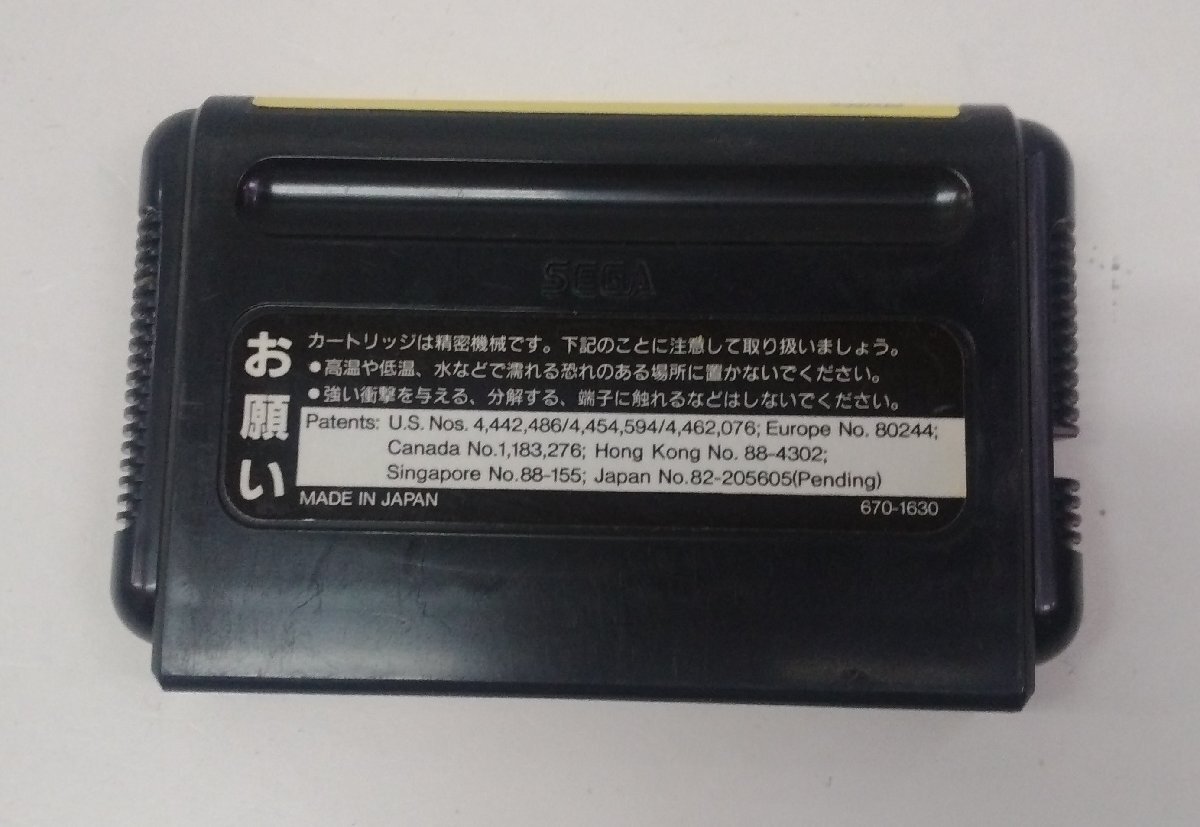 SEGA
お願い
カートリッジは精密機械です。下記のことに注意して取り扱いましょう。
●高温や低温、水などで濡れる恐れのある場所に置かないでください。
●強い衝撃を与える、分解する、端子に触れるなどはしないでください。
Patents: U.S. Nos. 4,442,486/4,454,594/4,462,076; Europe No. 80244;
Canada No.1,183,276; Hong Kong No. 88-4302;
Singapore No.88-155; Japan No.82-205605(Pending)
MADE IN JAPAN
670-1630